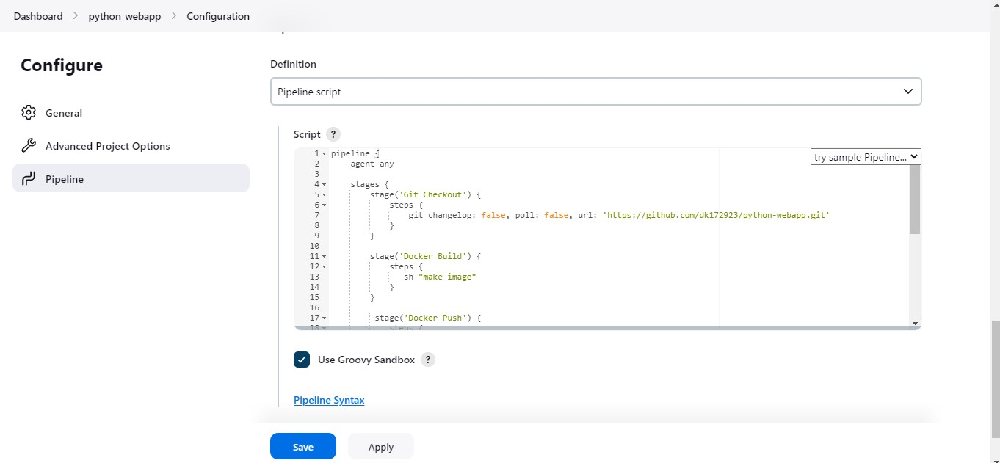 Dashboard > python_webapp > Configuration
Configure
General
Advanced Project Options
Pipeline
Definition
Pipeline script
Script ?
try sample Pipeline...
1 pipeline {
2 agent any
3
4 stages {
5 stage('Git Checkout') {
6 steps {
7 git changelog: false, poll: false, url: 'https://github.com/dk172923/python-webapp.git'
8 }
9 }
10
11 stage('Docker Build') {
12 steps {
13 sh "make image"
14 }
15 }
16
17 stage('Docker Push') {
18 steps {
Use Groovy Sandbox ?
Pipeline Syntax
Save
Apply